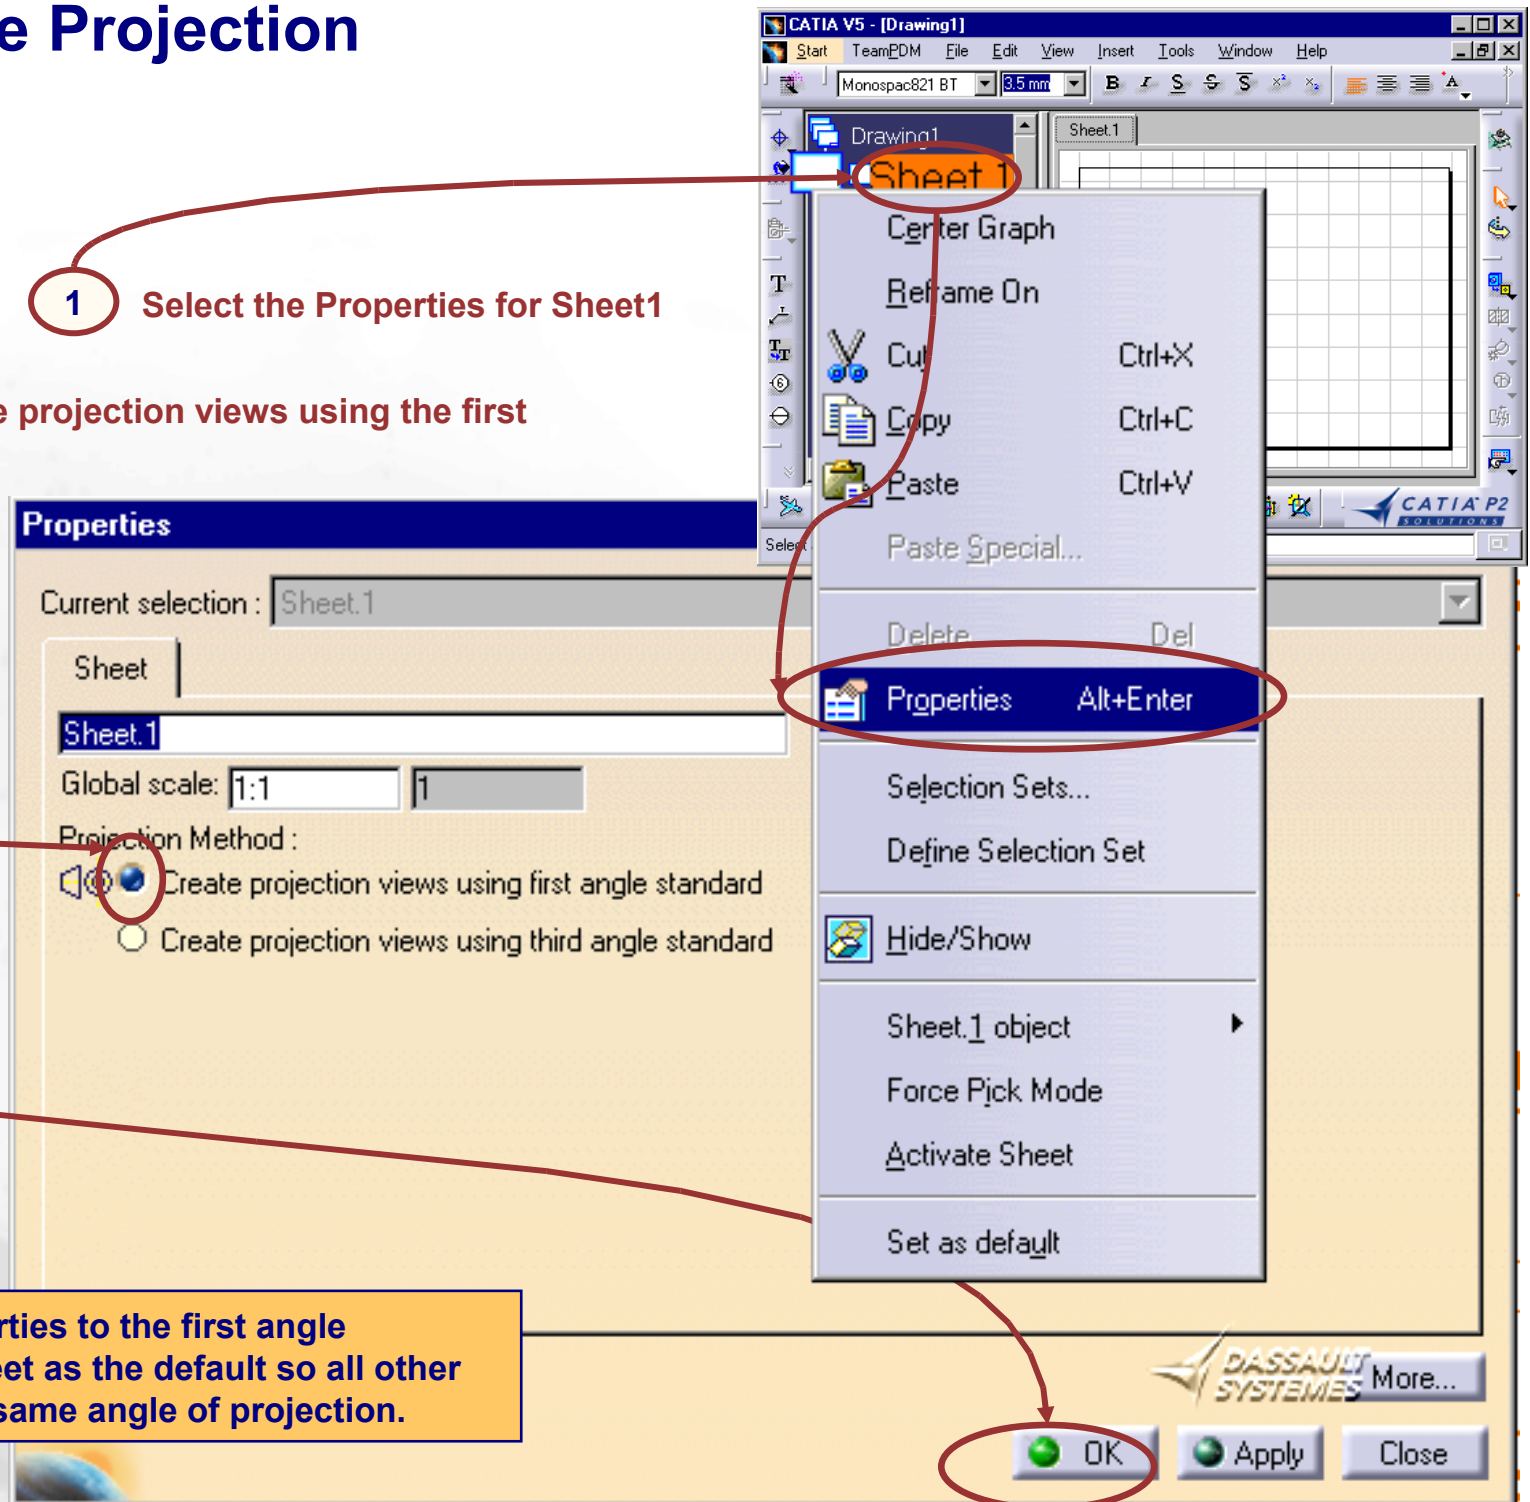 e Projection
CATIA V5 - [Drawing1]
Start TeamPDM File Edit View Insert Tools Window Help
Monospac821 BT 3.5 mm B I S S S x² x₂ A
Drawing1
Sheet.1
Sheet.1
1 Select the Properties for Sheet1
e projection views using the first
Center Graph
Reframe On
Cut Ctrl+X
Copy Ctrl+C
Paste Ctrl+V
Paste Special...
Delete Del
Properties Alt+Enter
Selection Sets...
Define Selection Set
Hide/Show
Sheet.1 object
Force Pick Mode
Activate Sheet
Set as default
CATIA P2
SOLUTIONS
Select
Properties
Current selection : Sheet.1
Sheet
Sheet.1
Global scale: 1:1 1
Projection Method :
Create projection views using first angle standard
Create projection views using third angle standard
rties to the first angle
eet as the default so all other
same angle of projection.
DASSAULT
SYSTEMES
More...
OK Apply Close